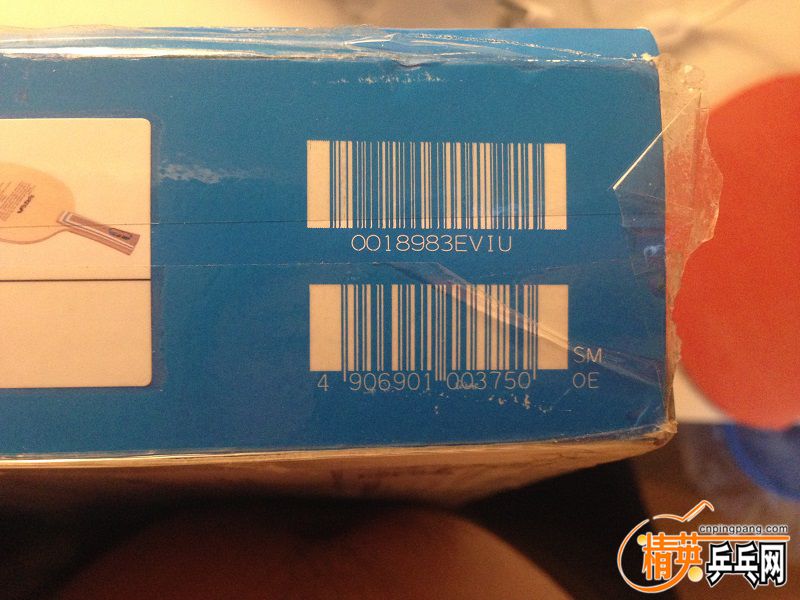 0018983EVIU
4 906901 003750
SM
OE
cnpingpang.com
精英乒乓网